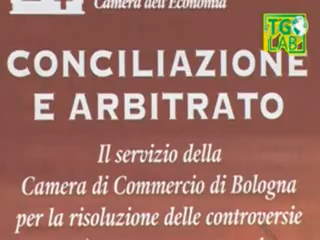 Camera dell'Economia
TG
LAB
CONCILIAZIONE
E ARBITRATO
Il servizio della
Camera di Commercio di Bologna
per la risoluzione delle controversie